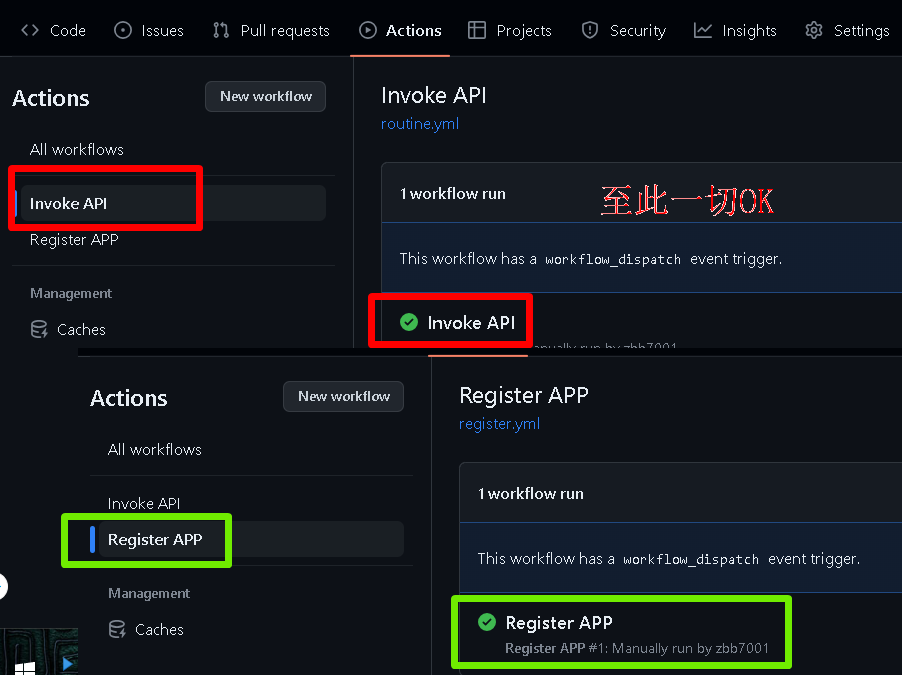 Code Issues Pull requests Actions Projects Security Insights Settings
Actions
New workflow
All workflows
Invoke API
Register APP
Management
Caches
Invoke API
routine.yml
1 workflow run
至此一切OK
This workflow has a workflow_dispatch event trigger.
Invoke API
manually run by zbb7001
Actions
New workflow
All workflows
Invoke API
Register APP
Management
Caches
Register APP
register.yml
1 workflow run
This workflow has a workflow_dispatch event trigger.
Register APP
Register APP #1: Manually run by zbb7001